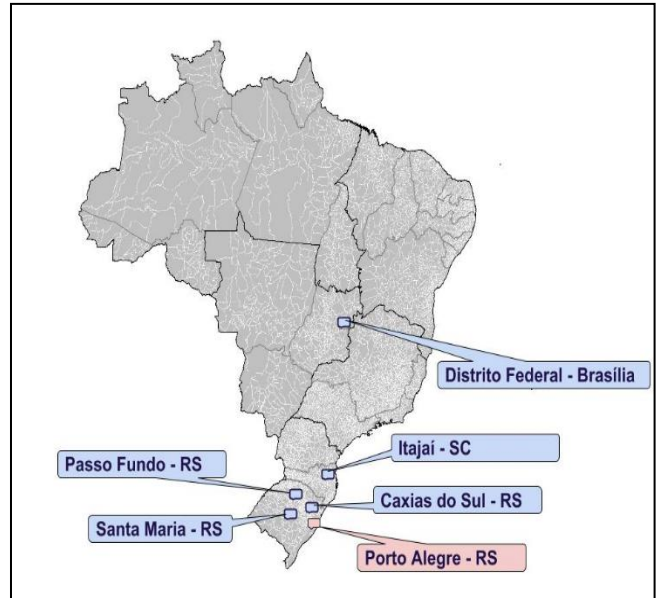 Distrito Federal - Brasília
Itajaí - SC
Passo Fundo - RS
Caxias do Sul - RS
Santa Maria - RS
Porto Alegre - RS